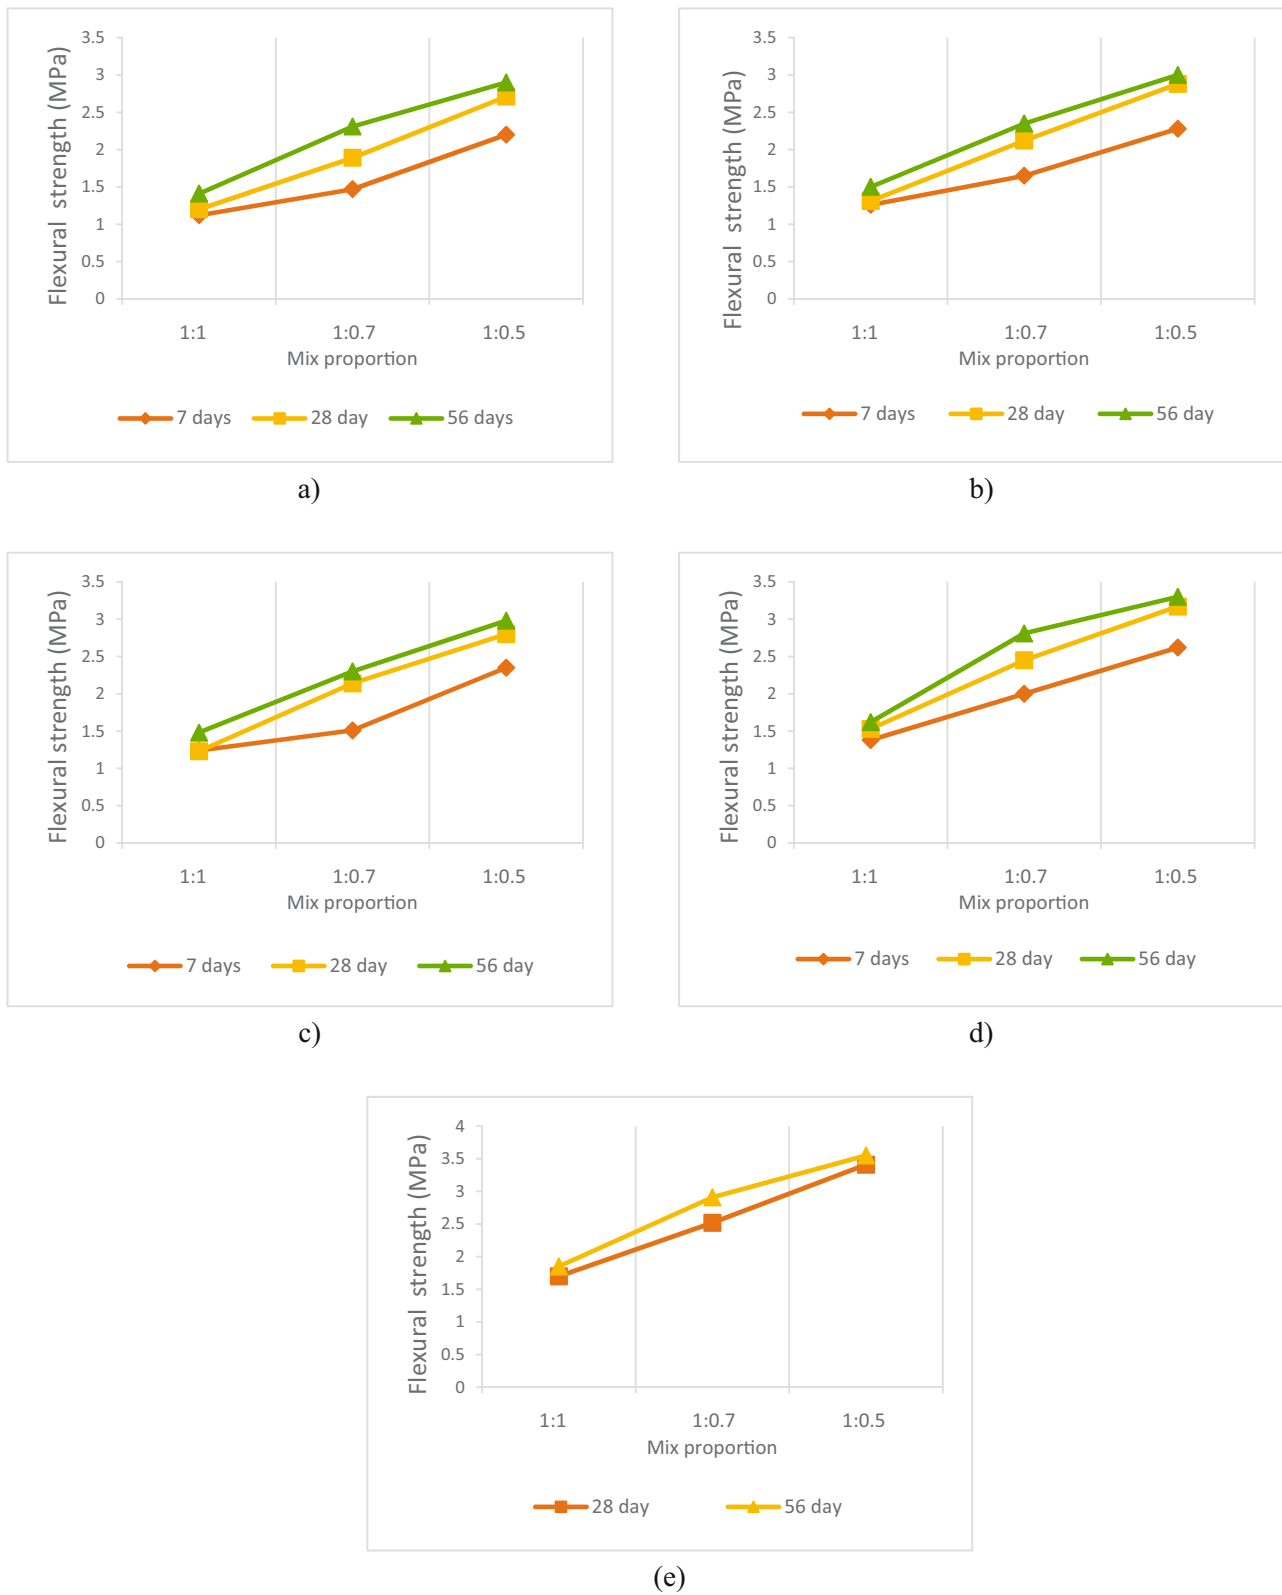 Flexural strength (MPa)
3.5
3
2.5
2
1.5
1
0.5
0
1:1 1:0.7 1:0.5
Mix proportion
7 days 28 day 56 days
a)
Flexural strength (MPa)
3.5
3
2.5
2
1.5
1
0.5
0
1:1 1:0.7 1:0.5
Mix proportion
7 days 28 day 56 day
b)
Flexural strength (MPa)
3.5
3
2.5
2
1.5
1
0.5
0
1:1 1:0.7 1:0.5
Mix proportion
7 days 28 day 56 day
c)
Flexural strength (MPa)
3.5
3
2.5
2
1.5
1
0.5
0
1:1 1:0.7 1:0.5
Mix proportion
7 days 28 day 56 day
d)
Flexural strength (MPa)
4
3.5
3
2.5
2
1.5
1
0.5
0
1:1 1:0.7 1:0.5
Mix proportion
28 day 56 day
(e)